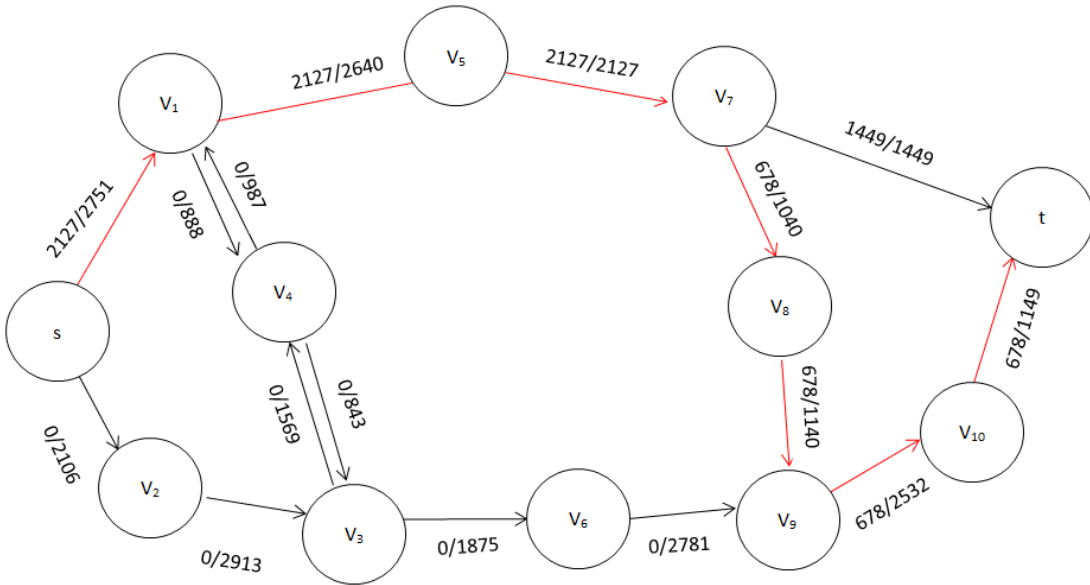 V₅
2127/2640
2127/2127
V₁
V₇
1449/1449
0/987
678/1040
0/888
2127/2751
t
V₄
V₈
s
678/1149
0/843
678/1140
0/1569
0/2106
V₁₀
V₂
678/2532
V₃
V₆
V₉
0/2913
0/1875
0/2781